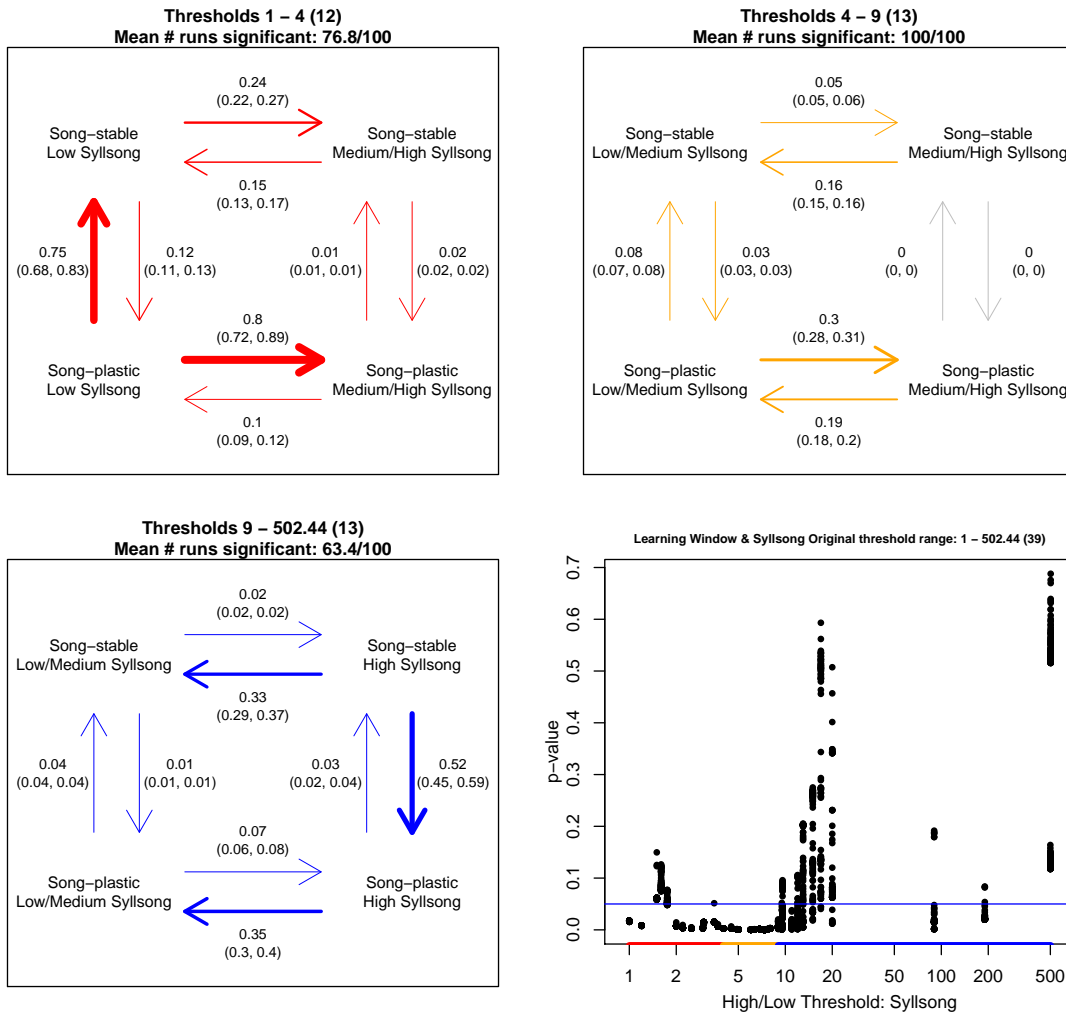 Thresholds 1 – 4 (12)
Mean # runs significant: 76.8/100
0.24
(0.22, 0.27)
Song–stable
Low Syllsong
Song–stable
Medium/High Syllsong
0.15
(0.13, 0.17)
0.75
(0.68, 0.83)
0.12
(0.11, 0.13)
0.01
(0.01, 0.01)
0.02
(0.02, 0.02)
0.8
(0.72, 0.89)
Song–plastic
Low Syllsong
Song–plastic
Medium/High Syllsong
0.1
(0.09, 0.12)
Thresholds 4 – 9 (13)
Mean # runs significant: 100/100
0.05
(0.05, 0.06)
Song–stable
Low/Medium Syllsong
Song–stable
Medium/High Syllsong
0.16
(0.15, 0.16)
0.08
(0.07, 0.08)
0.03
(0.03, 0.03)
0
(0, 0)
0
(0, 0)
0.3
(0.28, 0.31)
Song–plastic
Low/Medium Syllsong
Song–plastic
Medium/High Syllsong
0.19
(0.18, 0.2)
Thresholds 9 – 502.44 (13)
Mean # runs significant: 63.4/100
0.02
(0.02, 0.02)
Song–stable
Low/Medium Syllsong
Song–stable
High Syllsong
0.33
(0.29, 0.37)
0.04
(0.04, 0.04)
0.01
(0.01, 0.01)
0.03
(0.02, 0.04)
0.52
(0.45, 0.59)
0.07
(0.06, 0.08)
Song–plastic
Low/Medium Syllsong
Song–plastic
High Syllsong
0.35
(0.3, 0.4)
Learning Window & Syllsong Original threshold range: 1 – 502.44 (39)
p–value
0.7
0.6
0.5
0.4
0.3
0.2
0.1
0.0
1 2 5 10 20 50 100 200 500
High/Low Threshold: Syllsong